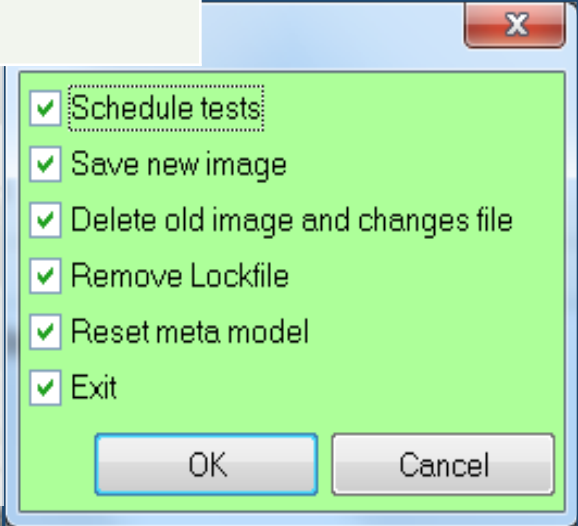 Schedule tests
Save new image
Delete old image and changes file
Remove Lockfile
Reset meta model
Exit
OK
Cancel